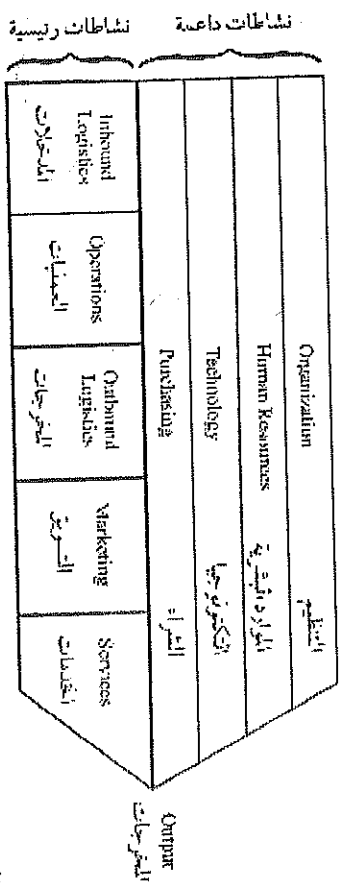 نشاطات داعمة
نشاطات رئيسية
Organization
التنظيم
Human Resources
الموارد البشرية
Technology
التكنولوجيا
Purchasing
الشراء
Inbound
Logistics
المدخلات
Operations
العمليات
Outbound
Logistics
المخرجات
Marketing
التسويق
Services
الخدمات
Output
المخرجات